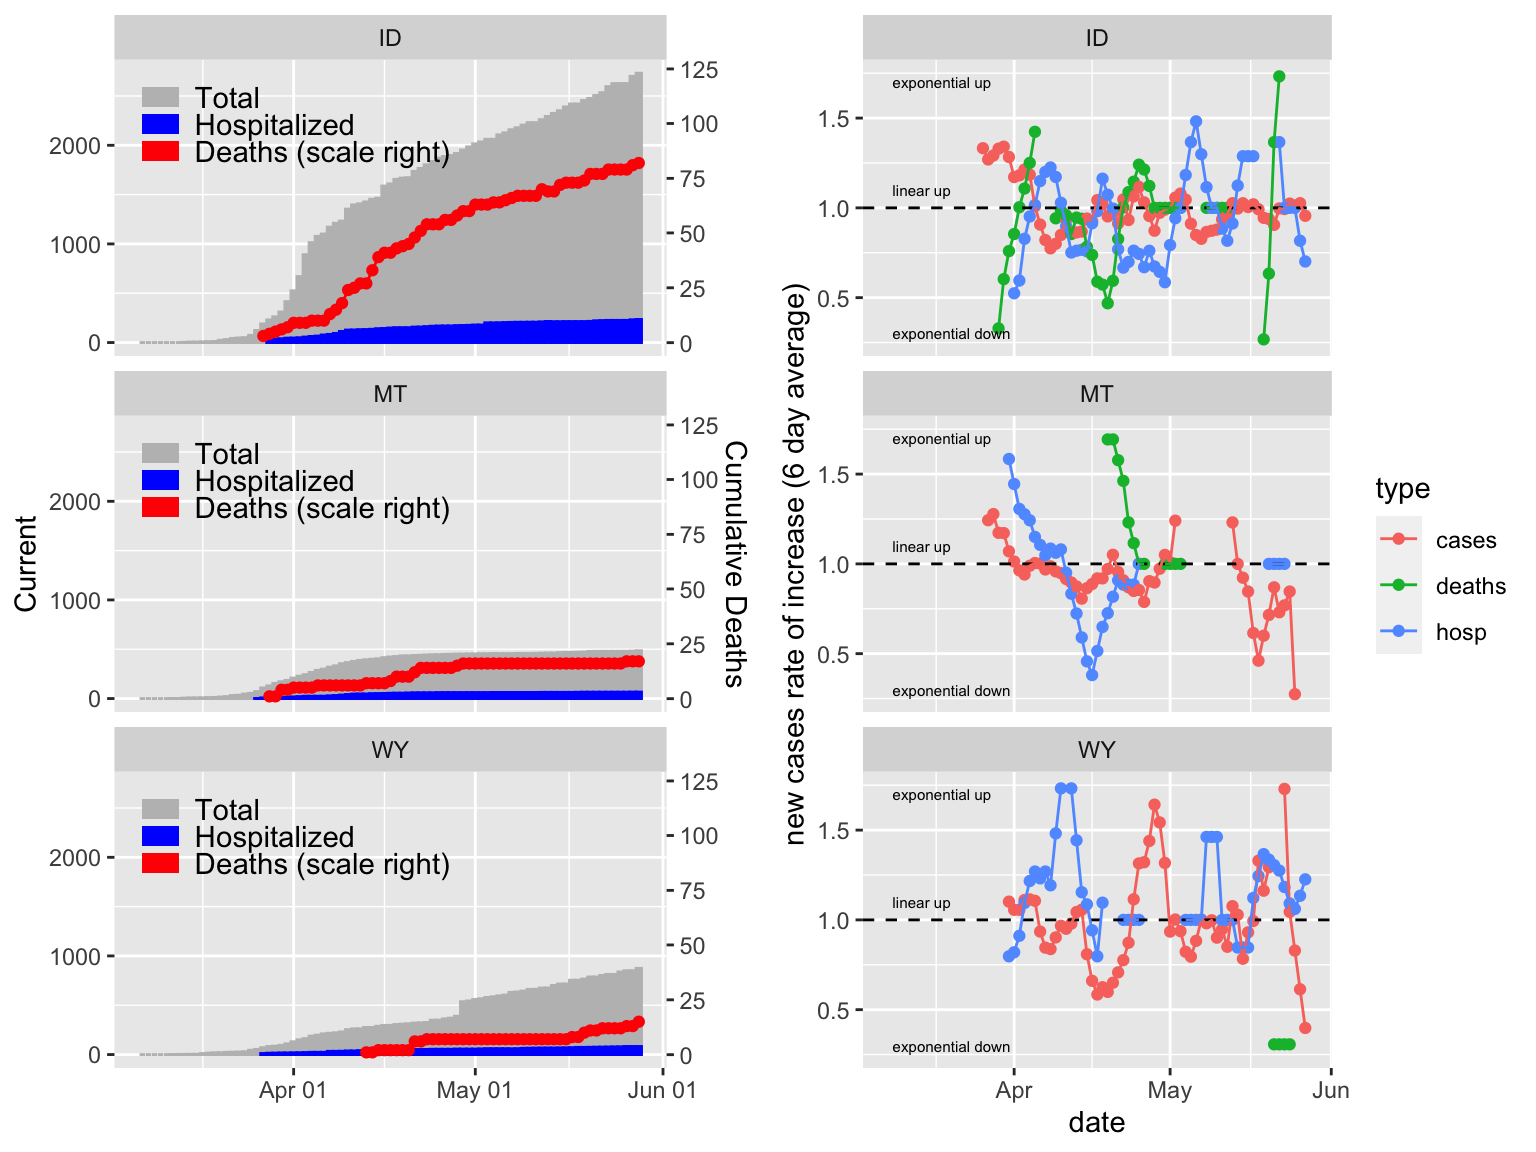 ID
Total
Hospitalized
Deaths (scale right)
2000
1000
0
125
100
75
50
25
0
MT
Total
Hospitalized
Deaths (scale right)
2000
1000
0
125
100
75
50
25
0
WY
Total
Hospitalized
Deaths (scale right)
2000
1000
0
125
100
75
50
25
0
Apr 01
May 01
Jun 01
Current
Cumulative Deaths
ID
exponential up
linear up
exponential down
1.5
1.0
0.5
MT
exponential up
linear up
exponential down
1.5
1.0
0.5
WY
exponential up
linear up
exponential down
1.5
1.0
0.5
Apr
May
Jun
date
new cases rate of increase (6 day average)
type
cases
deaths
hosp